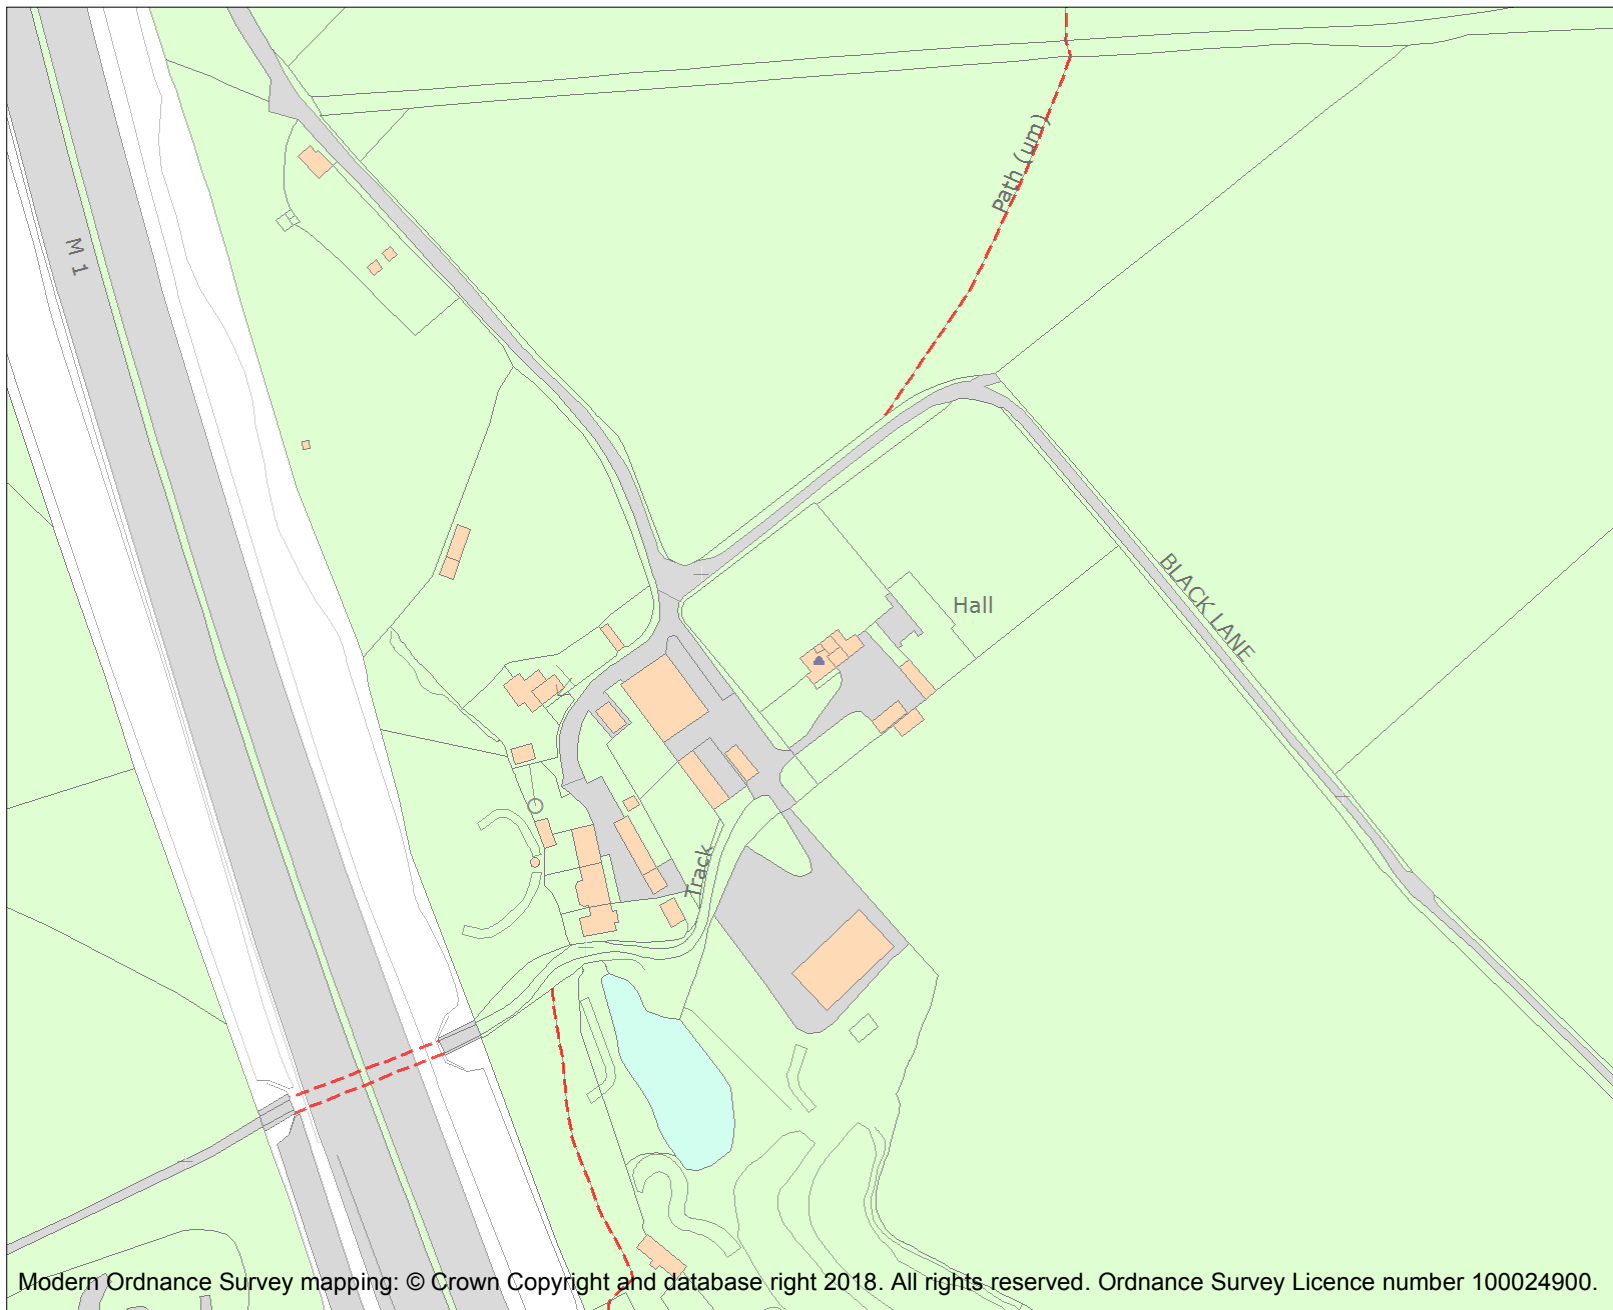 Path (um)
M 1
BLACK LANE
Hall
Track
Modern Ordnance Survey mapping: © Crown Copyright and database right 2018. All rights reserved. Ordnance Survey Licence number 100024900.